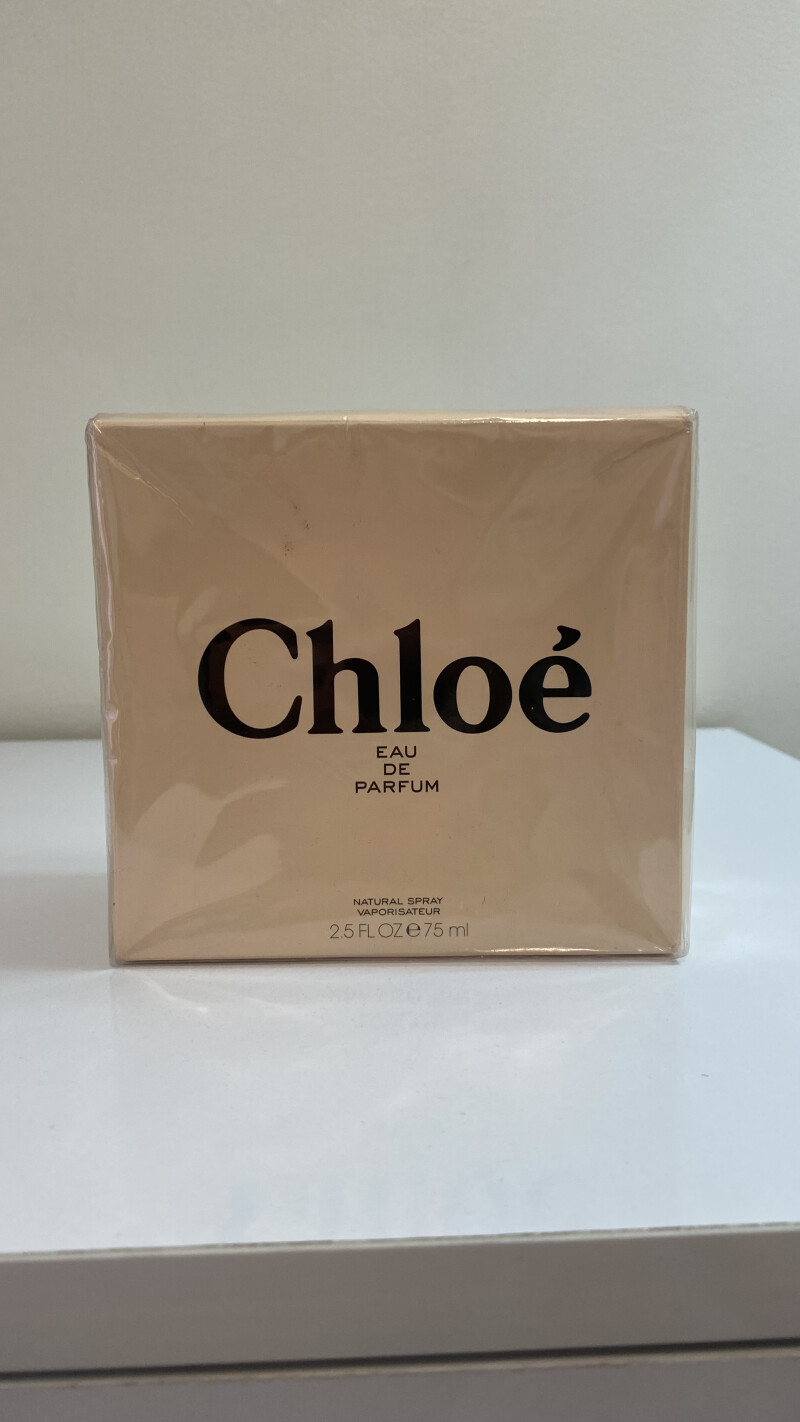 Chloé
EAU
DE
PARFUM
NATURAL SPRAY
VAPORISATEUR
2.5 FL OZ ℮ 75 ml